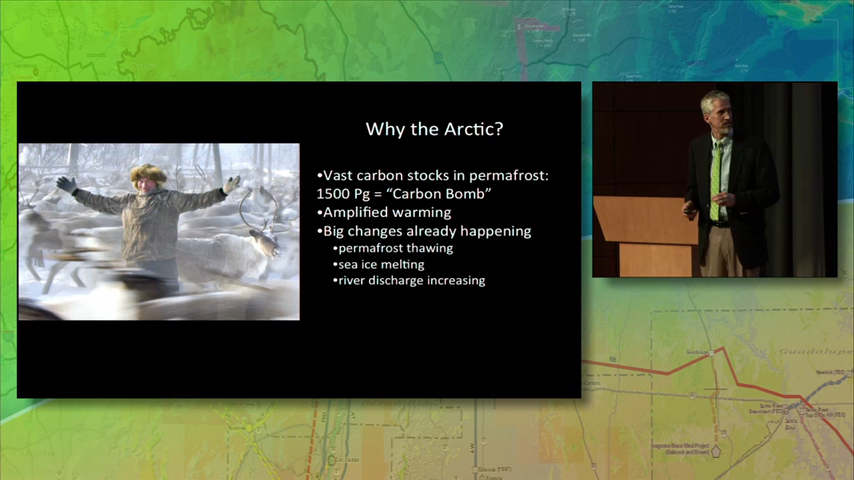 Why the Arctic?
•Vast carbon stocks in permafrost:
1500 Pg = “Carbon Bomb”
•Amplified warming
•Big changes already happening
•permafrost thawing
•sea ice melting
•river discharge increasing
Guadalupe